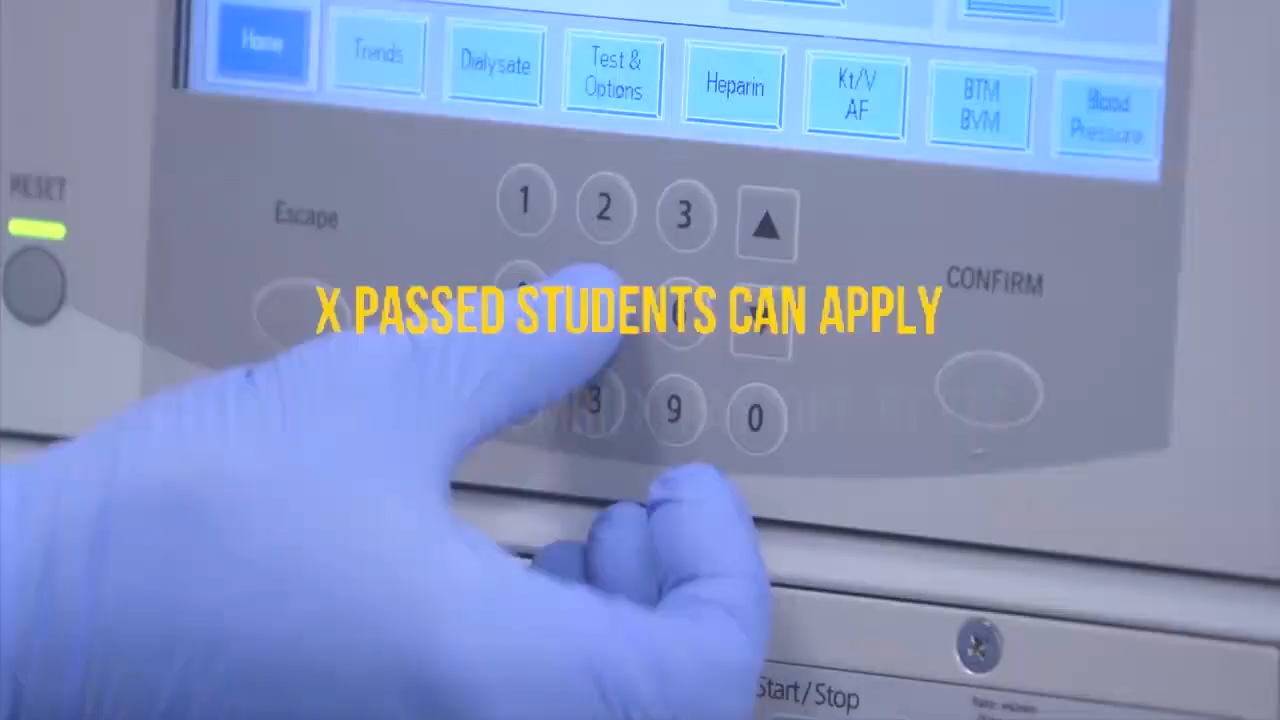 Home
Trends
Dialysate
Test &
Options
Heparin
Kt/V
AF
BTM
BVM
Blood
Pressure
RESET
Escape
1 2 3
CONFIRM
X PASSED STUDENTS CAN APPLY
9 0
Start/Stop